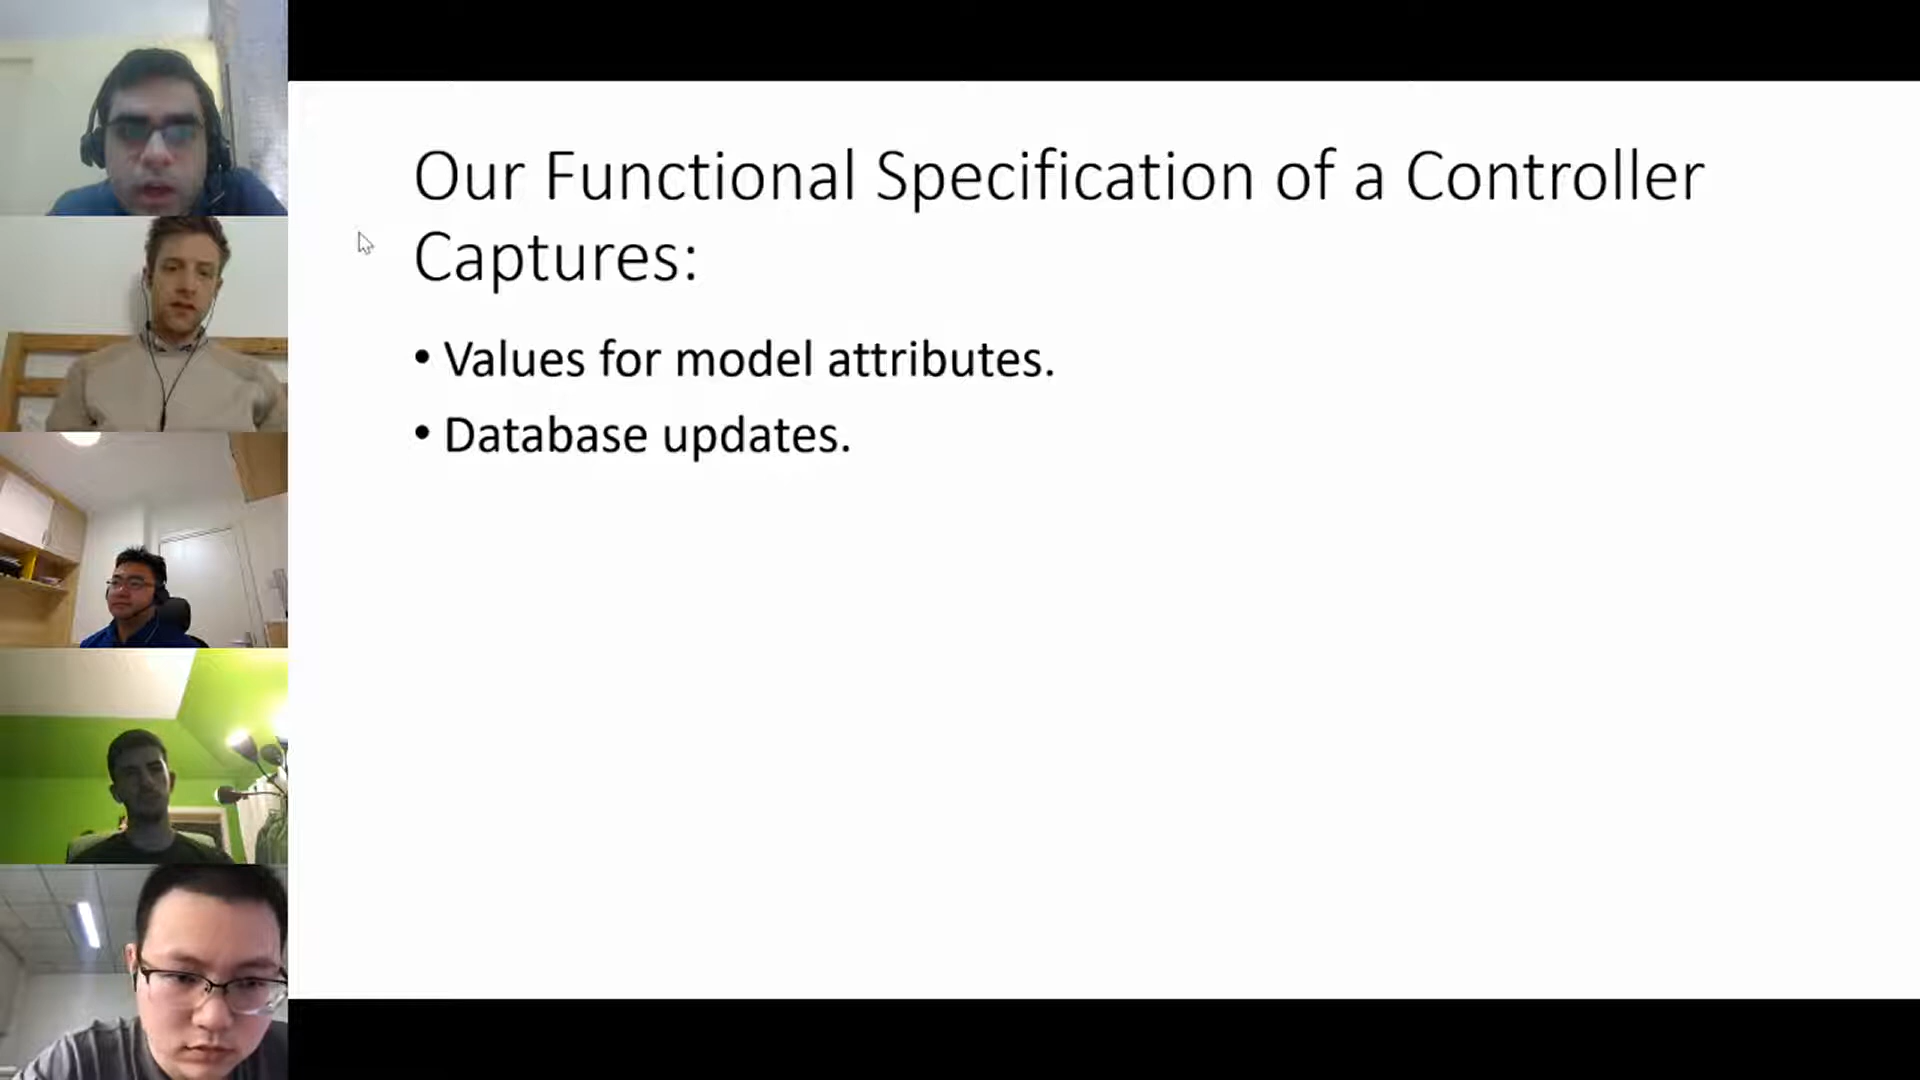 Our Functional Specification of a Controller
Captures:
• Values for model attributes.
• Database updates.